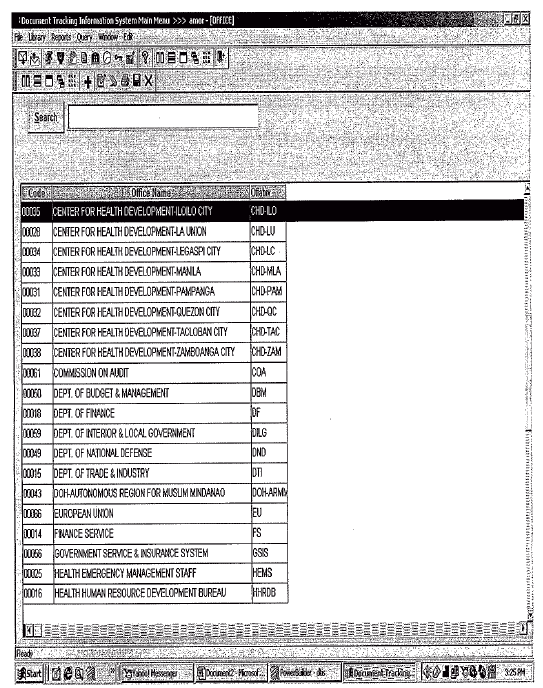 Document Tracking Information System Main Menu >>> amor - [OFFICE]
File Library Reports Query Window Edit
Search
Code Office Name Ofabiv
00035 CENTER FOR HEALTH DEVELOPMENT-ILOILO CITY CHD-ILO
00028 CENTER FOR HEALTH DEVELOPMENT-LA UNION CHD-LU
00034 CENTER FOR HEALTH DEVELOPMENT-LEGASPI CITY CHD-LC
00033 CENTER FOR HEALTH DEVELOPMENT-MANILA CHD-MLA
00031 CENTER FOR HEALTH DEVELOPMENT-PAMPANGA CHD-PAM
00032 CENTER FOR HEALTH DEVELOPMENT-QUEZON CITY CHD-QC
00037 CENTER FOR HEALTH DEVELOPMENT-TACLOBAN CITY CHD-TAC
00038 CENTER FOR HEALTH DEVELOPMENT-ZAMBOANGA CITY CHD-ZAM
00061 COMMISSION ON AUDIT COA
00060 DEPT. OF BUDGET & MANAGEMENT DBM
00018 DEPT. OF FINANCE DF
00069 DEPT. OF INTERIOR & LOCAL GOVERNMENT DILG
00049 DEPT. OF NATIONAL DEFENSE DND
00015 DEPT. OF TRADE & INDUSTRY DTI
00043 DOH-AUTONOMOUS REGION FOR MUSLIM MINDANAO DOH-ARMM
00066 EUROPEAN UNION EU
00014 FINANCE SERVICE FS
00056 GOVERNMENT SERVICE & INSURANCE SYSTEM GSIS
00025 HEALTH EMERGENCY MANAGEMENT STAFF HEMS
00016 HEALTH HUMAN RESOURCE DEVELOPMENT BUREAU HHRDB
Ready
Start Yahoo! Messenger Document2 - Microsof... PowerBuilder - dtis Document Tracking... 3:25 PM